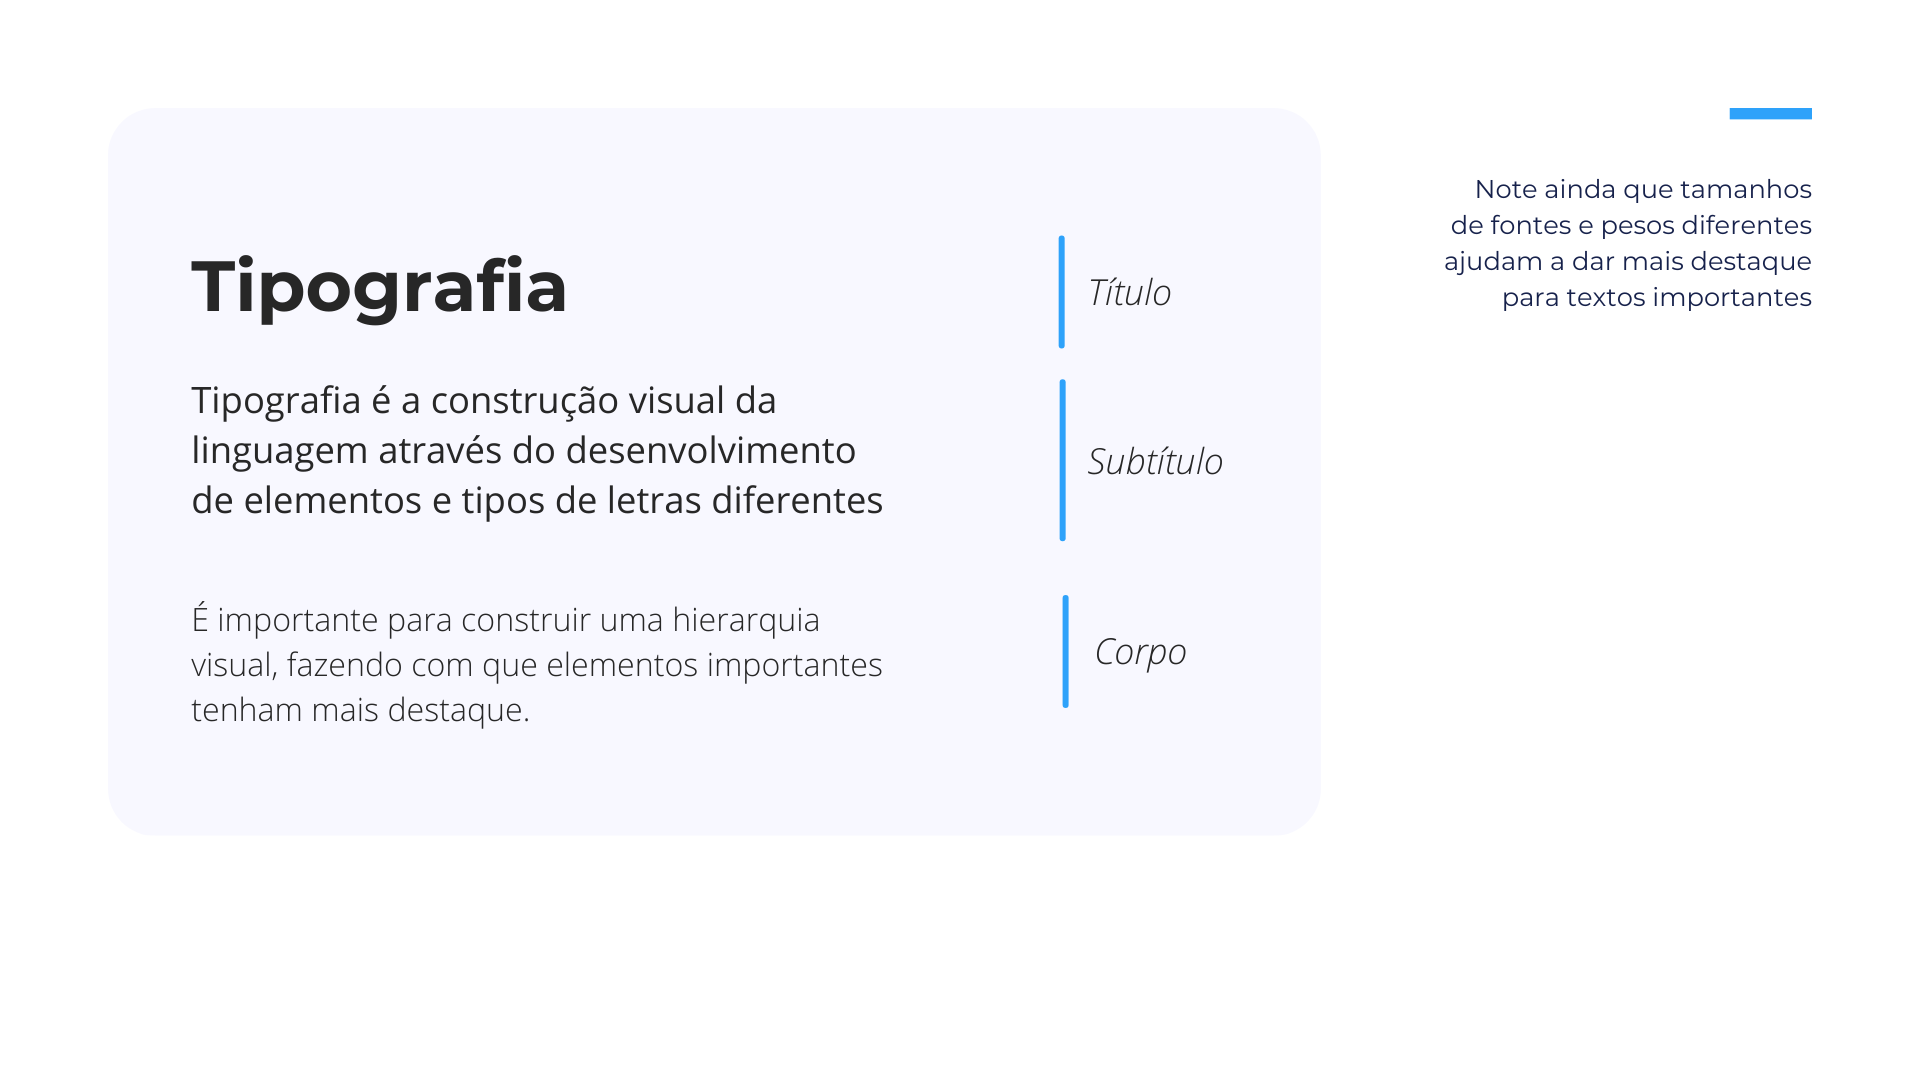 Tipografia
Título
Tipografia é a construção visual da
linguagem através do desenvolvimento
de elementos e tipos de letras diferentes
Subtítulo
É importante para construir uma hierarquia
visual, fazendo com que elementos importantes
tenham mais destaque.
Corpo
Note ainda que tamanhos
de fontes e pesos diferentes
ajudam a dar mais destaque
para textos importantes